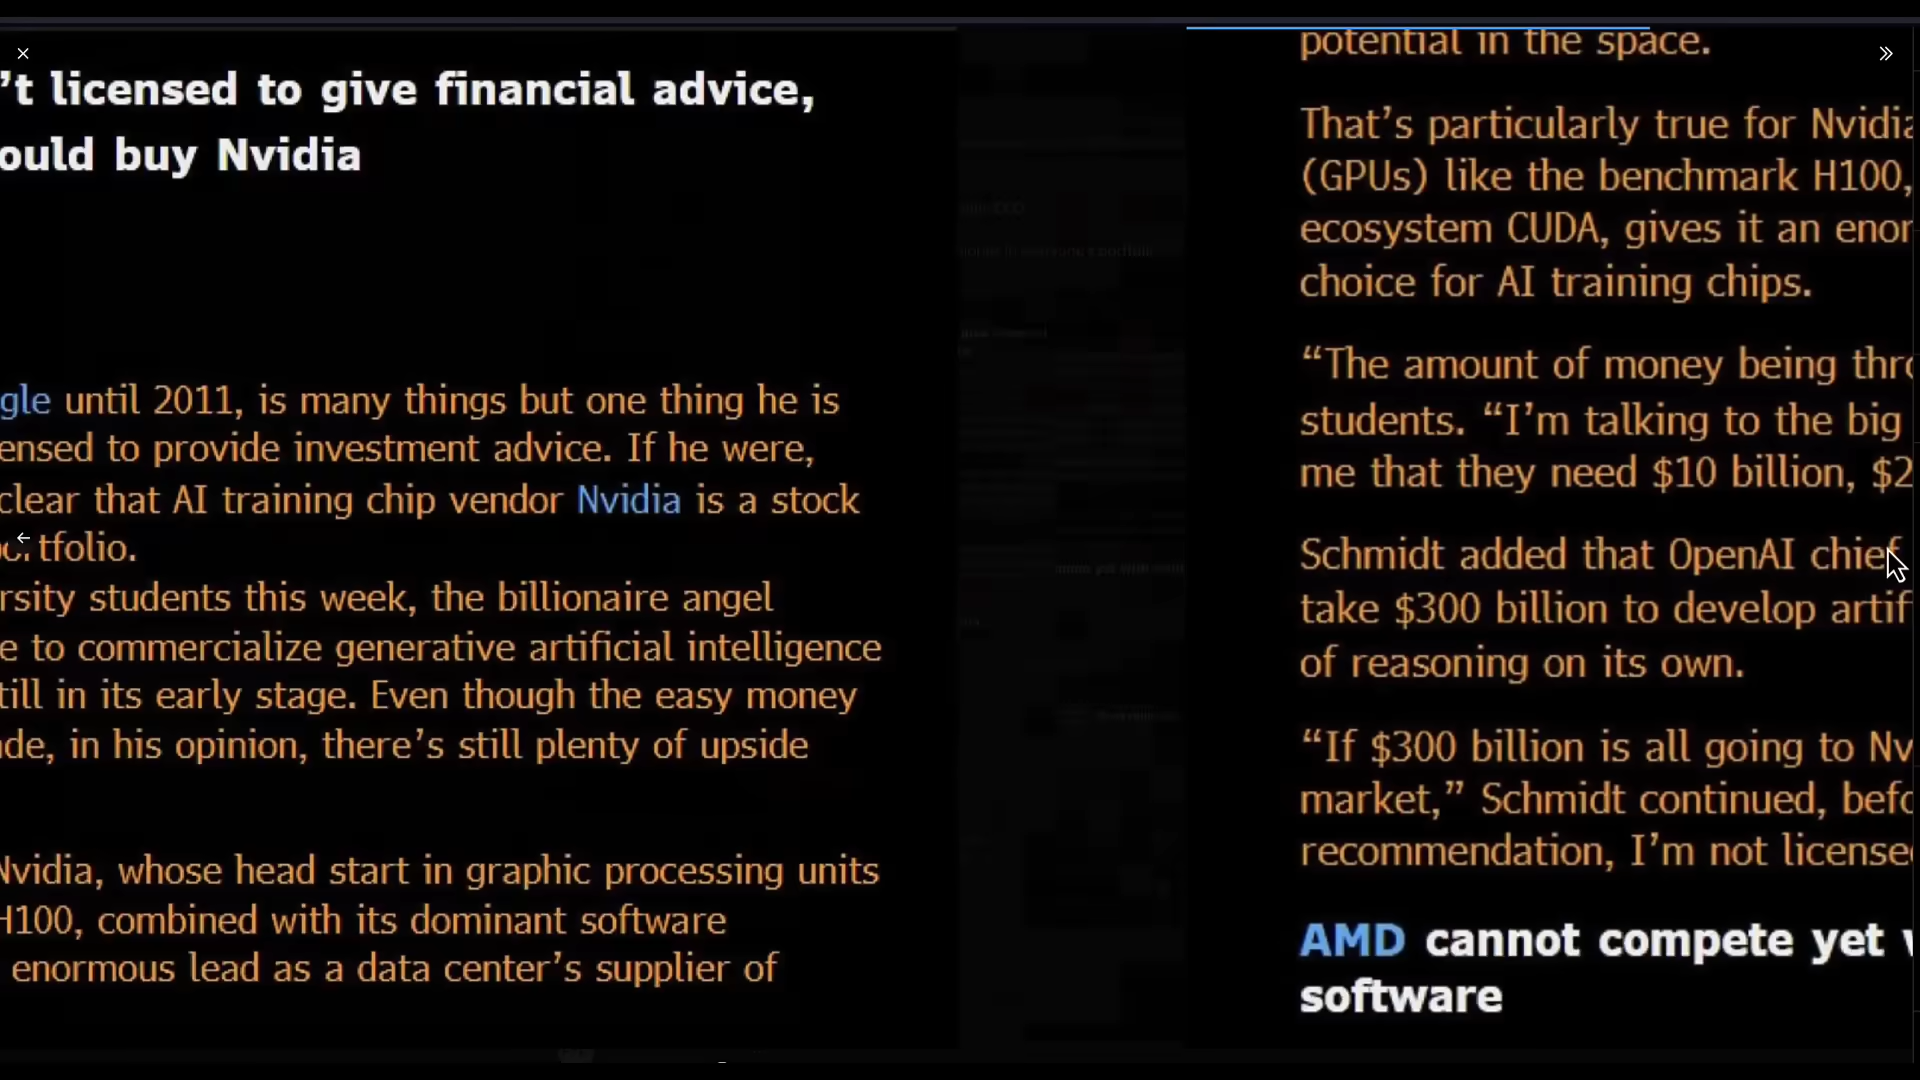 ’t licensed to give financial advice,
ould buy Nvidia
gle until 2011, is many things but one thing he is
ensed to provide investment advice. If he were,
clear that AI training chip vendor Nvidia is a stock
tfolio.
rsity students this week, the billionaire angel
e to commercialize generative artificial intelligence
till in its early stage. Even though the easy money
de, in his opinion, there’s still plenty of upside
Nvidia, whose head start in graphic processing units
H100, combined with its dominant software
enormous lead as a data center’s supplier of
potential in the space.
That’s particularly true for Nvidia
(GPUs) like the benchmark H100,
ecosystem CUDA, gives it an enor
choice for AI training chips.
“The amount of money being thro
students. “I’m talking to the big
me that they need $10 billion, $2
Schmidt added that OpenAI chief
take $300 billion to develop artif
of reasoning on its own.
“If $300 billion is all going to Nv
market,” Schmidt continued, befo
recommendation, I’m not license
AMD cannot compete yet w
software